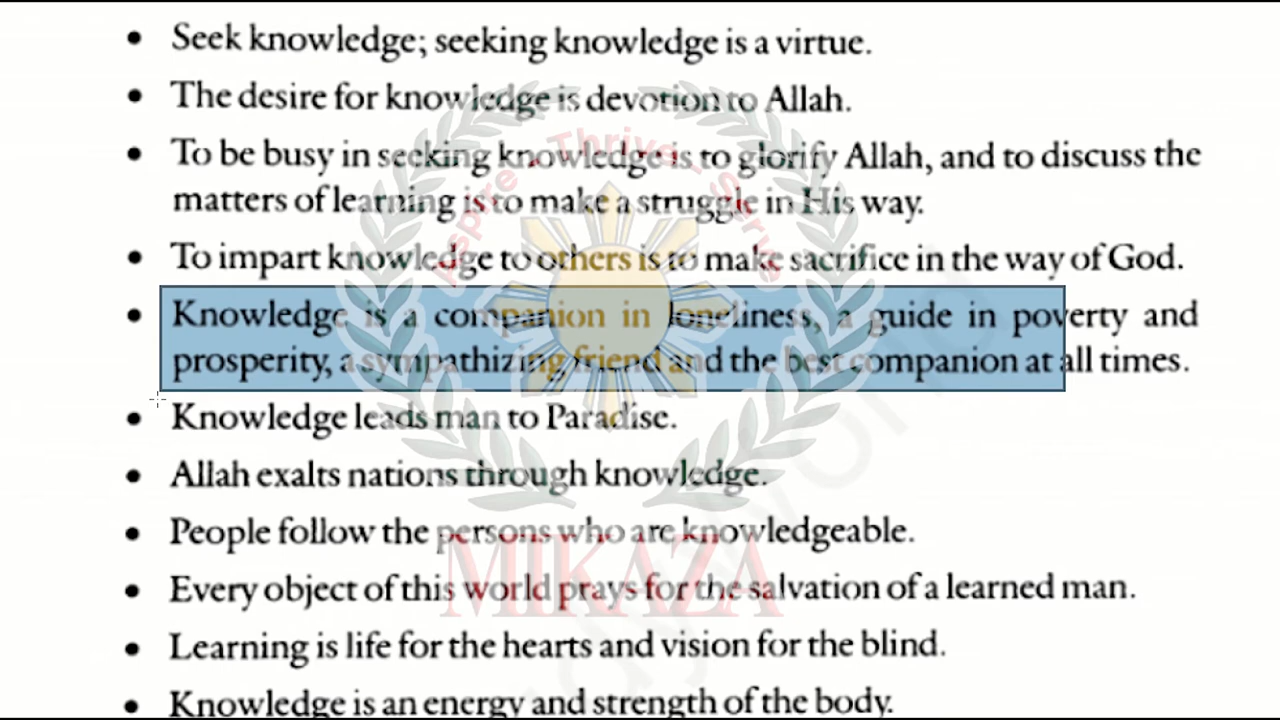 • Seek knowledge; seeking knowledge is a virtue.
• The desire for knowledge is devotion to Allah.
• To be busy in seeking knowledge is to glorify Allah, and to discuss the
matters of learning is to make a struggle in His way.
• To impart knowledge to others is to make sacrifice in the way of God.
• Knowledge is a companion in loneliness, a guide in poverty and
prosperity, a sympathizing friend and the best companion at all times.
• Knowledge leads man to Paradise.
• Allah exalts nations through knowledge.
• People follow the persons who are knowledgeable.
• Every object of this world prays for the salvation of a learned man.
• Learning is life for the hearts and vision for the blind.
• Knowledge is an energy and strength of the body.
Aspire Thrive Serve
MIKAZA